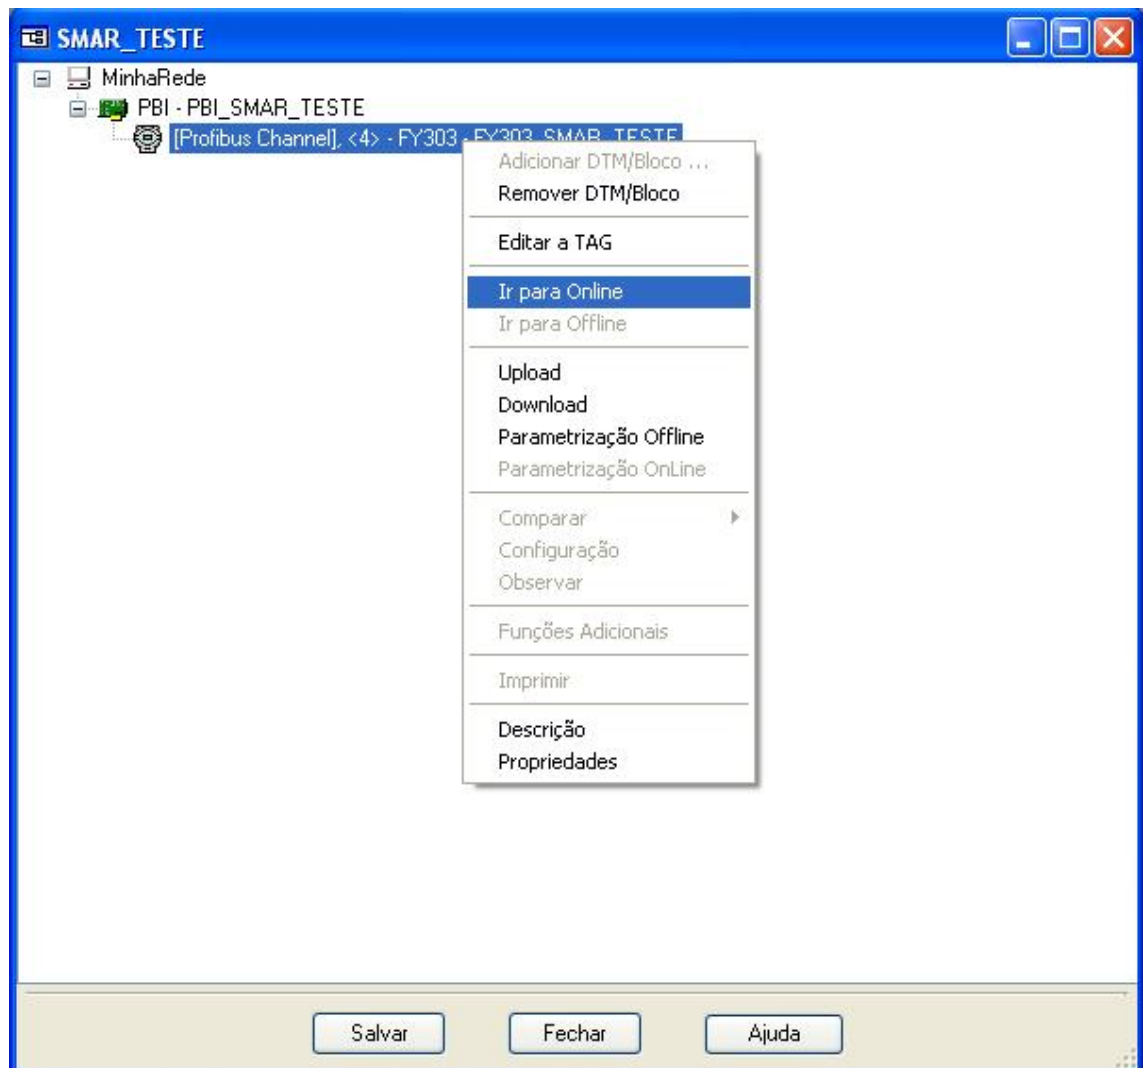 SMAR_TESTE
MinhaRede
PBI - PBI_SMAR_TESTE
[Profibus Channel], <4> - FY303 - FY303_SMAR_TESTE
Adicionar DTM/Bloco ...
Remover DTM/Bloco
Editar a TAG
Ir para Online
Ir para Offline
Upload
Download
Parametrização Offline
Parametrização OnLine
Comparar
Configuração
Observar
Funções Adicionais
Imprimir
Descrição
Propriedades
Salvar Fechar Ajuda